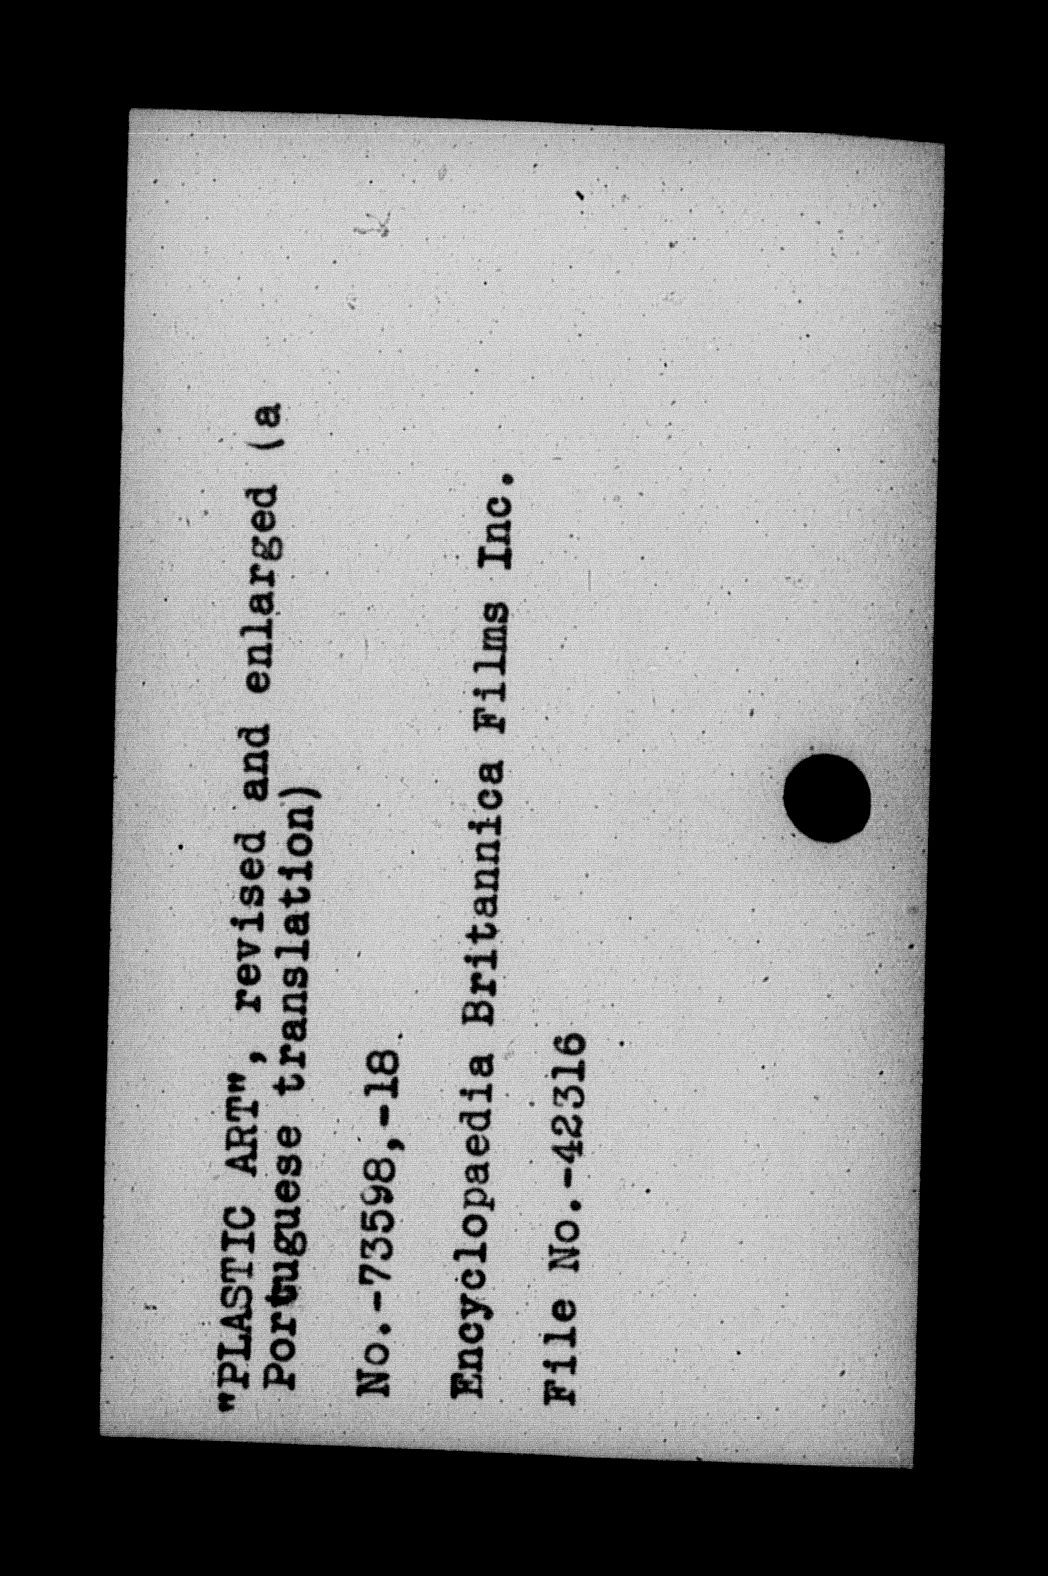 "PLASTIC ART", revised and enlarged (a
Portuguese translation)
No.-73598,-18
Encyclopaedia Britannica Films Inc.
File No.-42316